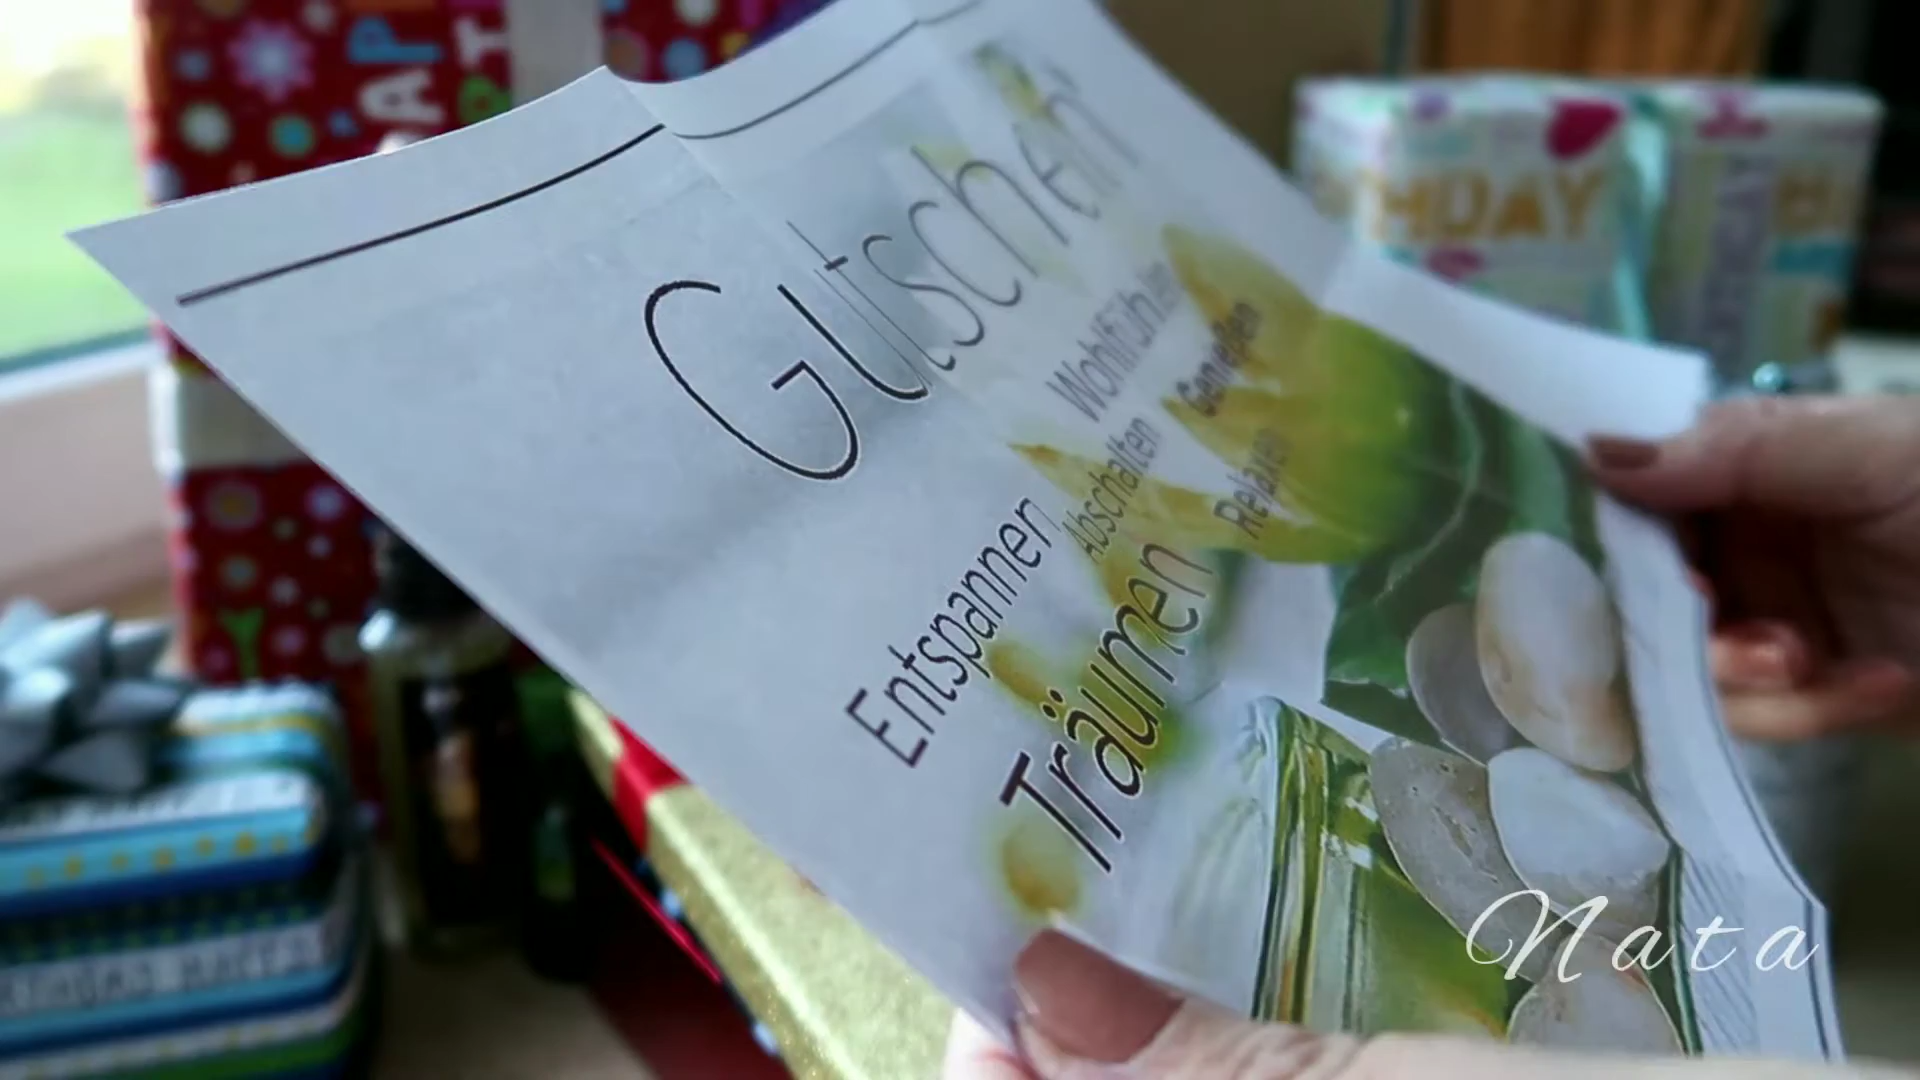 Gutschein
Wohlfühlen
Genießen
Abschalten
Relaxen
Entspannen
Träumen
HDAY
Nata